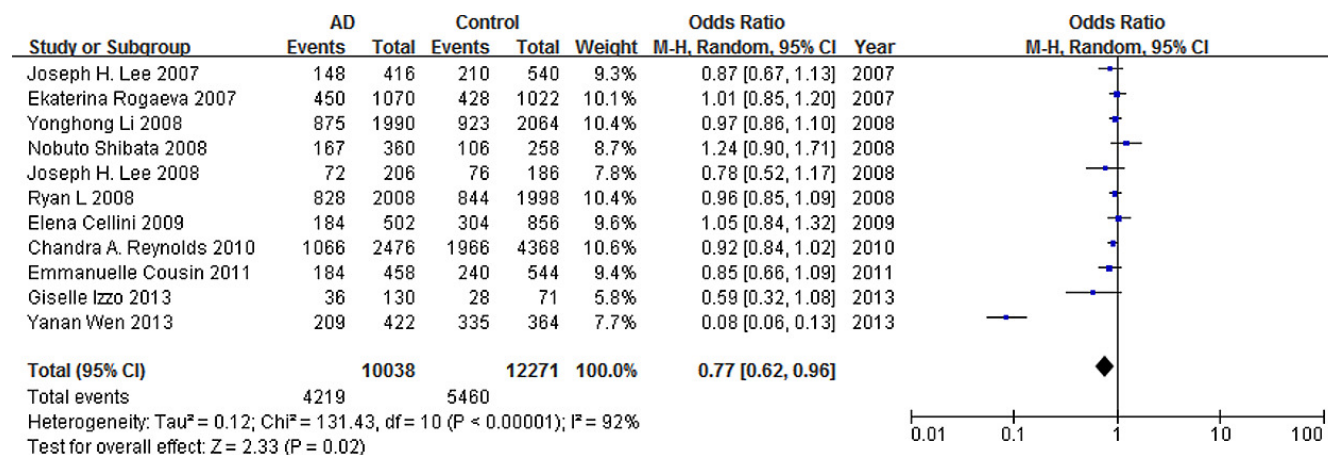 AD Control Odds Ratio Odds Ratio
Study or Subgroup Events Total Events Total Weight M-H, Random, 95% CI Year M-H, Random, 95% CI
Joseph H. Lee 2007 148 416 210 540 9.3% 0.87 [0.67, 1.13] 2007
Ekaterina Rogaeva 2007 450 1070 428 1022 10.1% 1.01 [0.85, 1.20] 2007
Yonghong Li 2008 875 1990 923 2064 10.4% 0.97 [0.86, 1.10] 2008
Nobuto Shibata 2008 167 360 106 258 8.7% 1.24 [0.90, 1.71] 2008
Joseph H. Lee 2008 72 206 76 186 7.8% 0.78 [0.52, 1.17] 2008
Ryan L 2008 828 2008 844 1998 10.4% 0.96 [0.85, 1.09] 2008
Elena Cellini 2009 184 502 304 856 9.6% 1.05 [0.84, 1.32] 2009
Chandra A. Reynolds 2010 1066 2476 1966 4368 10.6% 0.92 [0.84, 1.02] 2010
Emmanuelle Cousin 2011 184 458 240 544 9.4% 0.85 [0.66, 1.09] 2011
Giselle Izzo 2013 36 130 28 71 5.8% 0.59 [0.32, 1.08] 2013
Yanan Wen 2013 209 422 335 364 7.7% 0.08 [0.06, 0.13] 2013
Total (95% CI) 10038 12271 100.0% 0.77 [0.62, 0.96]
Total events 4219 5460
Heterogeneity: Tau² = 0.12; Chi² = 131.43, df = 10 (P < 0.00001); I² = 92%
Test for overall effect: Z = 2.33 (P = 0.02)
0.01 0.1 1 10 100